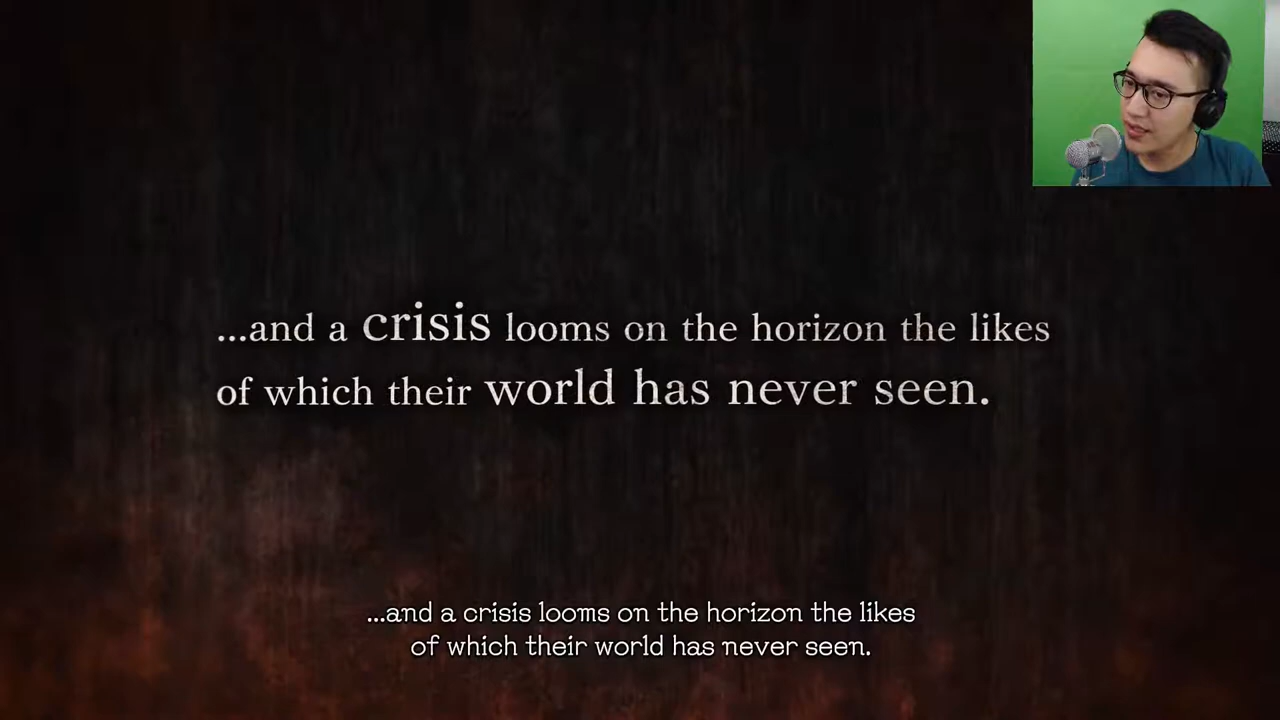 ...and a crisis looms on the horizon the likes
of which their world has never seen.
...and a crisis looms on the horizon the likes
of which their world has never seen.